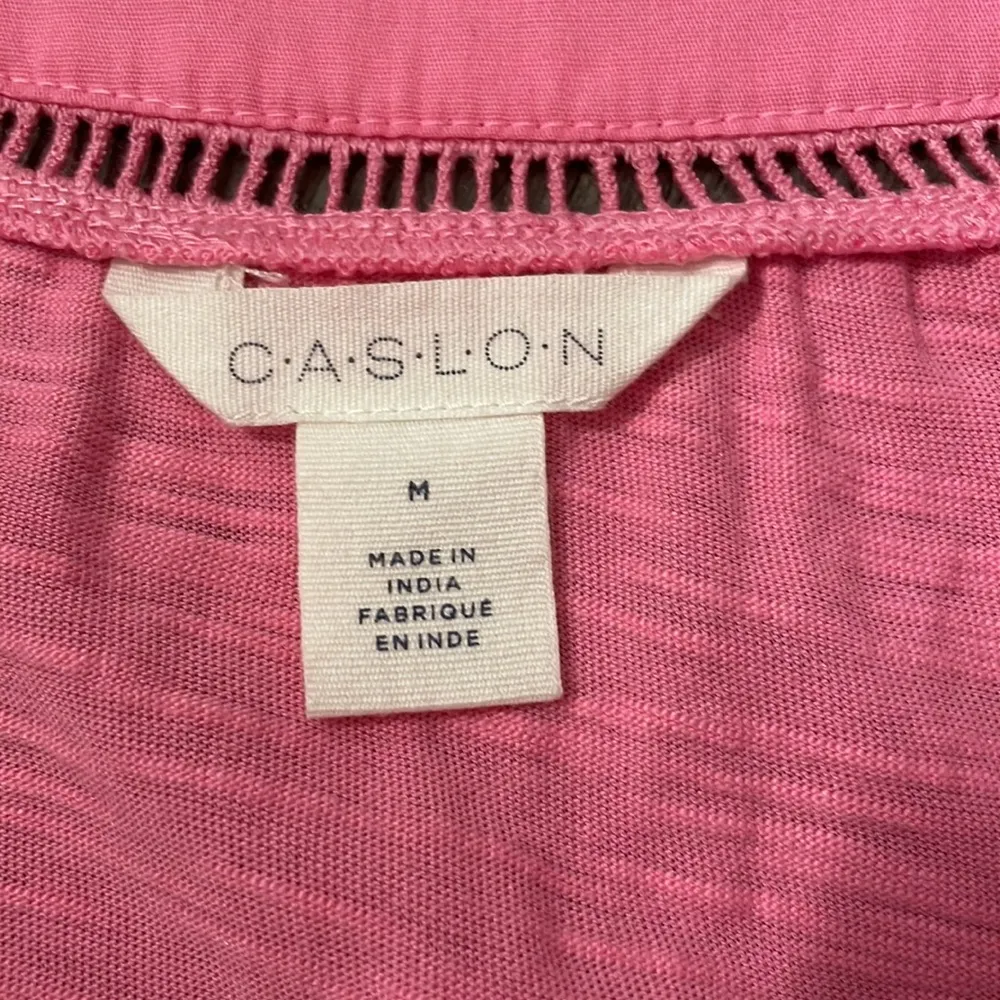 C·A·S·L·O·N
M
MADE IN
INDIA
FABRIQUÉ
EN INDE